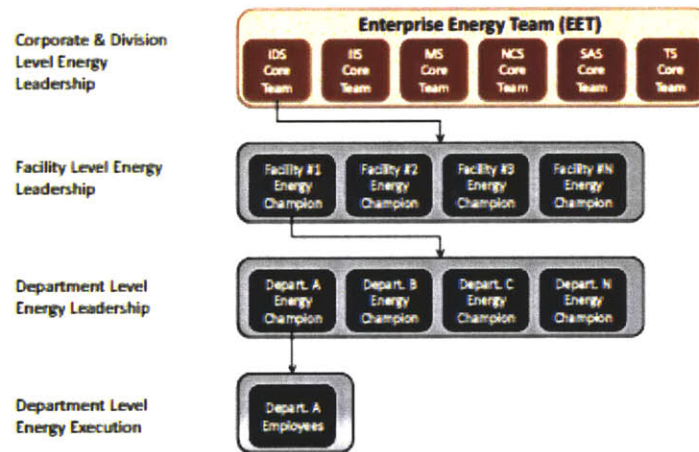 Enterprise Energy Team (EET)
Corporate & Division
Level Energy
Leadership
IDS
Core
Team
IIS
Core
Team
MS
Core
Team
NCS
Core
Team
SAS
Core
Team
TS
Core
Team
Facility Level Energy
Leadership
Facility #1
Energy
Champion
Facility #2
Energy
Champion
Facility #3
Energy
Champion
Facility #N
Energy
Champion
Department Level
Energy Leadership
Depart. A
Energy
Champion
Depart. B
Energy
Champion
Depart. C
Energy
Champion
Depart. N
Energy
Champion
Department Level
Energy Execution
Depart. A
Employees